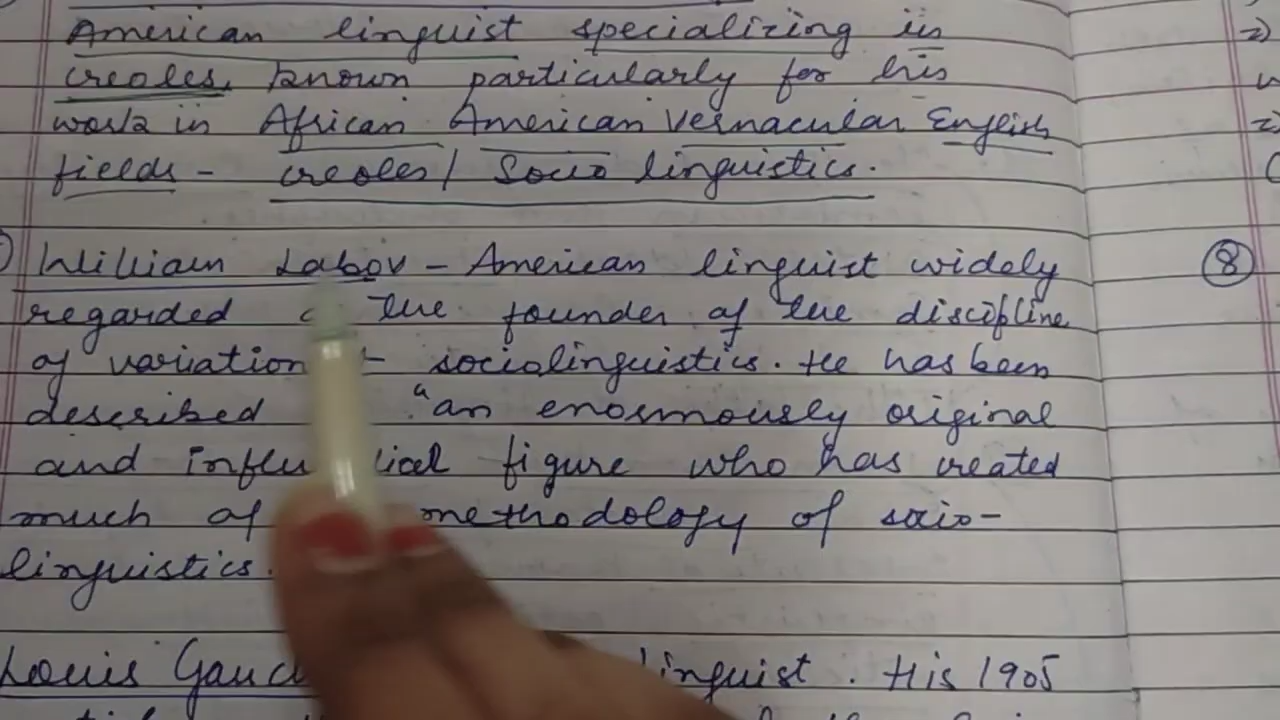 American linguist specializing in
creoles, known particularly for his
work in African American Vernacular English
fields - creoles / Socio linguistics.
William Labov - American linguist widely
regarded the founder of the discipline
of variation - sociolinguistics. He has been
described "an enormously original
and influ figure who has created
much of methodology of socio-
linguistics.
Louis linguist. His 1905
8
2)